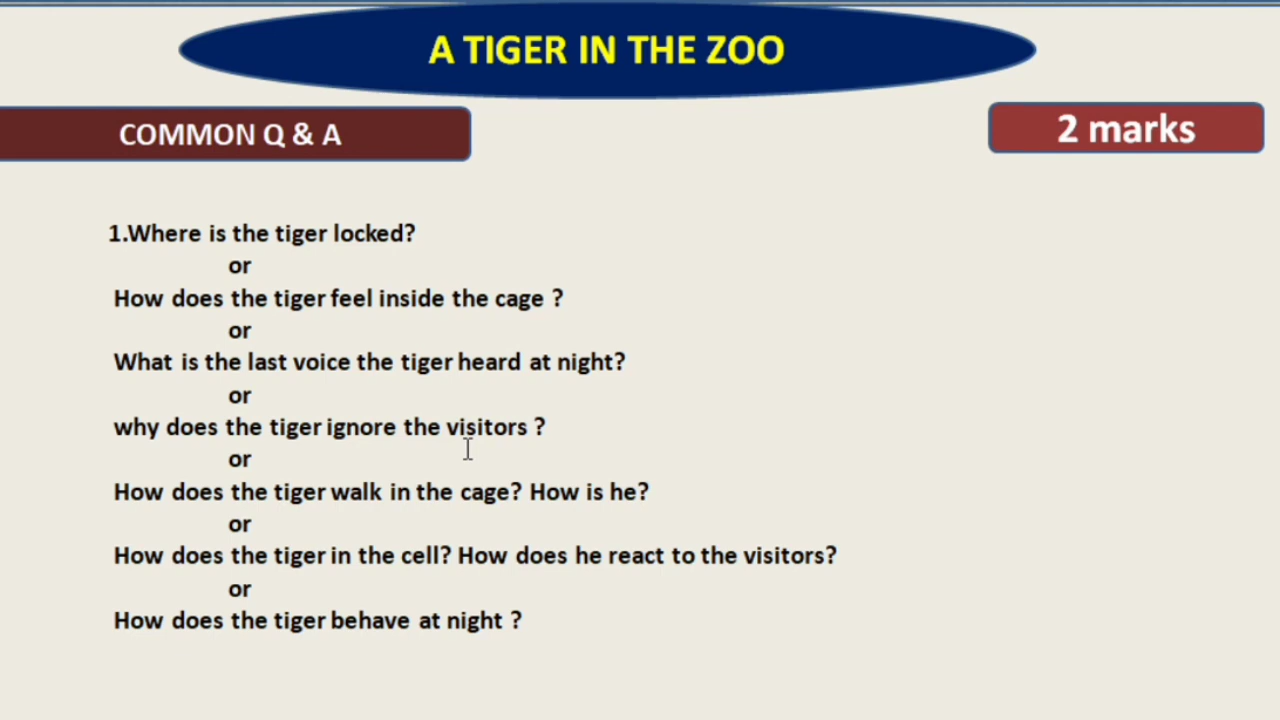 A TIGER IN THE ZOO
COMMON Q & A
2 marks
1.Where is the tiger locked?
or
How does the tiger feel inside the cage ?
or
What is the last voice the tiger heard at night?
or
why does the tiger ignore the visitors ?
or
How does the tiger walk in the cage? How is he?
or
How does the tiger in the cell? How does he react to the visitors?
or
How does the tiger behave at night ?